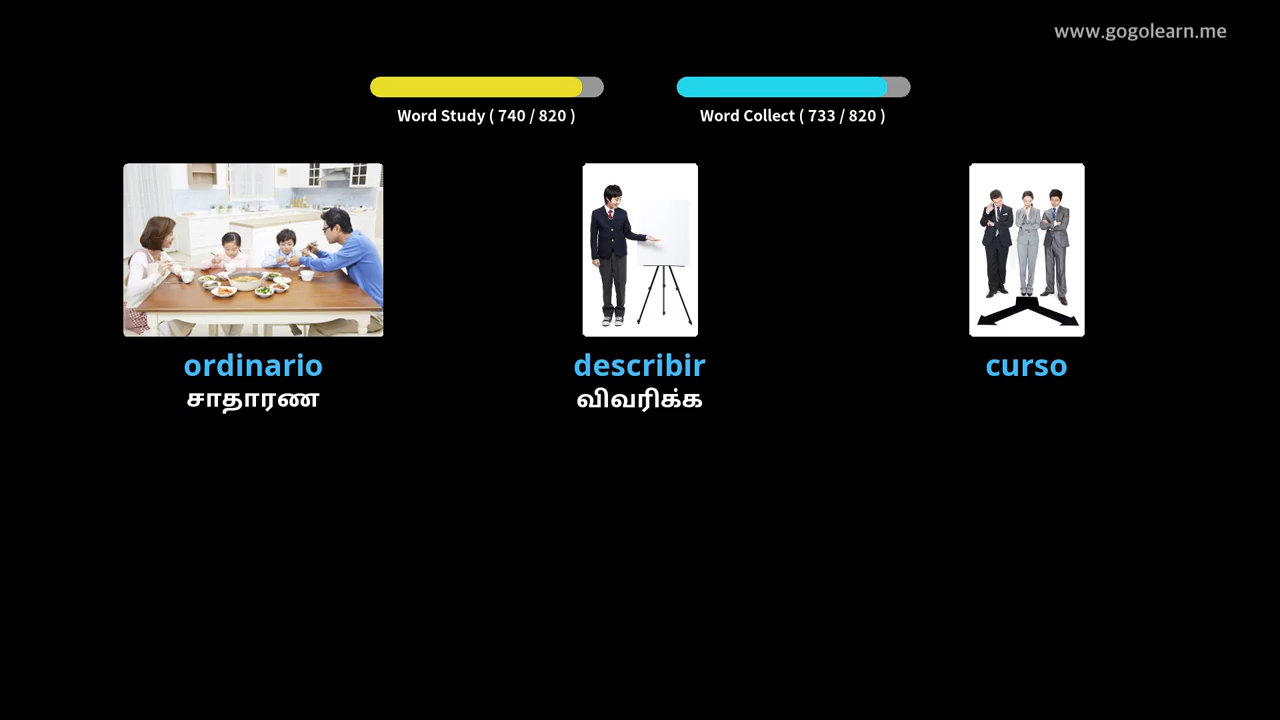 www.gogolearn.me
Word Study ( 740 / 820 )
Word Collect ( 733 / 820 )
ordinario
சாதாரண
describir
விவரிக்க
curso